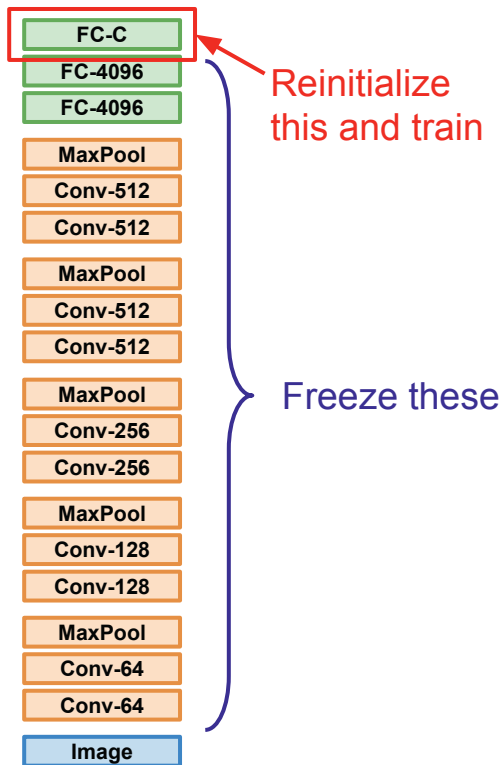 FC-C
FC-4096
FC-4096
MaxPool
Conv-512
Conv-512
MaxPool
Conv-512
Conv-512
MaxPool
Conv-256
Conv-256
MaxPool
Conv-128
Conv-128
MaxPool
Conv-64
Conv-64
Image
Reinitialize
this and train
Freeze these